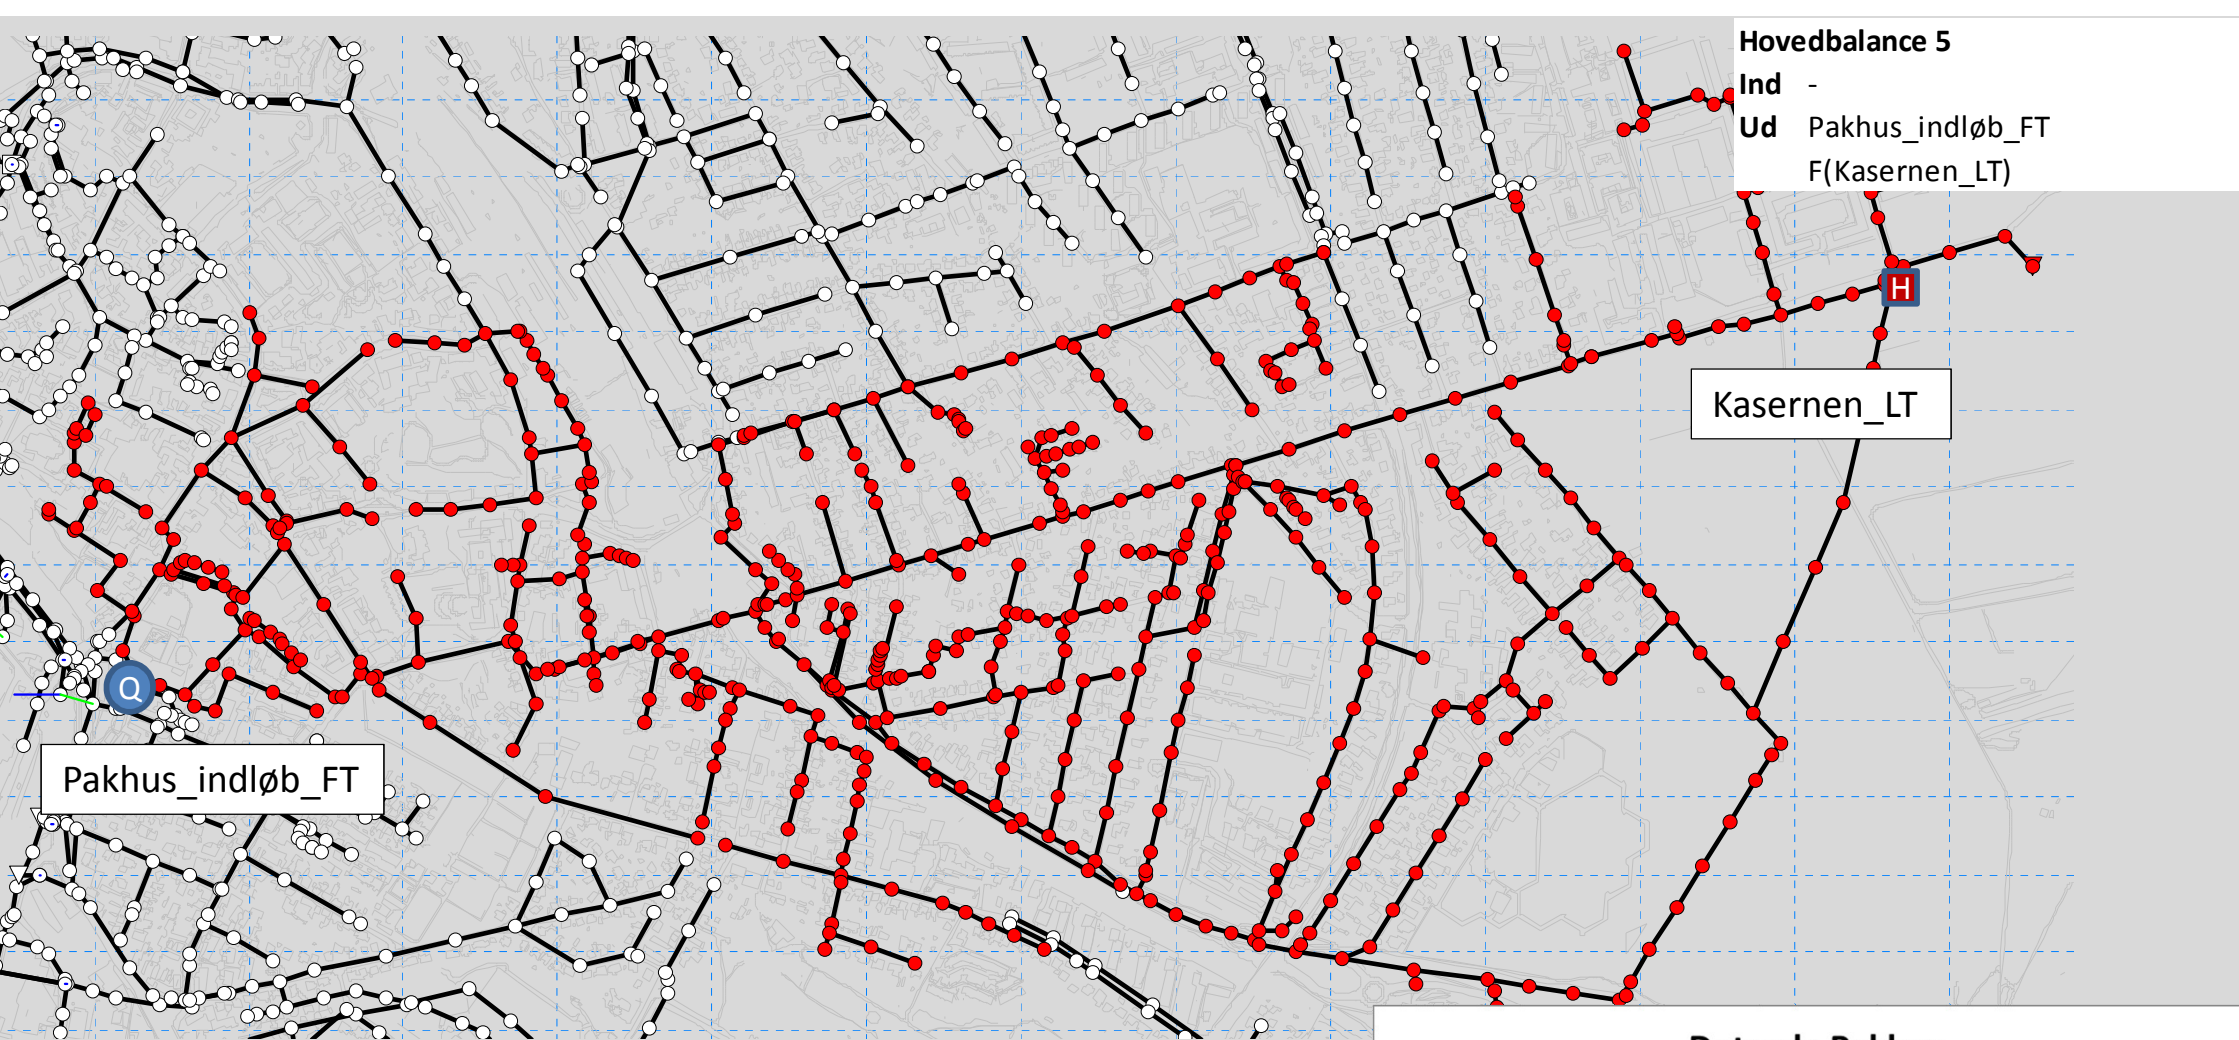 Hovedbalance 5
Ind -
Ud Pakhus_indløb_FT
F(Kasernen_LT)
H
Kasernen_LT
Q
Pakhus_indløb_FT